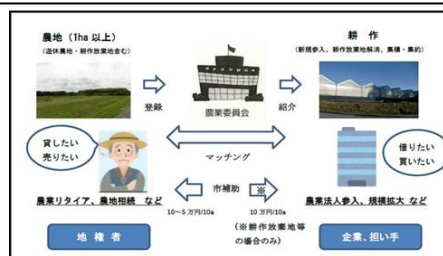 農地（1ha 以上）
（遊休農地・耕作放棄地含む）
耕　作
（新規参入、耕作放棄地解消、集積・集約）
登録
農業委員会
紹介
貸したい
売りたい
マッチング
借りたい
買いたい
市補助
※
農業リタイア、農地相続　など
10～5 万円/10a
10 万円/10a
農業法人参入、規模拡大 など
（※耕作放棄地等
の場合のみ）
地 権 者
企業、担い手